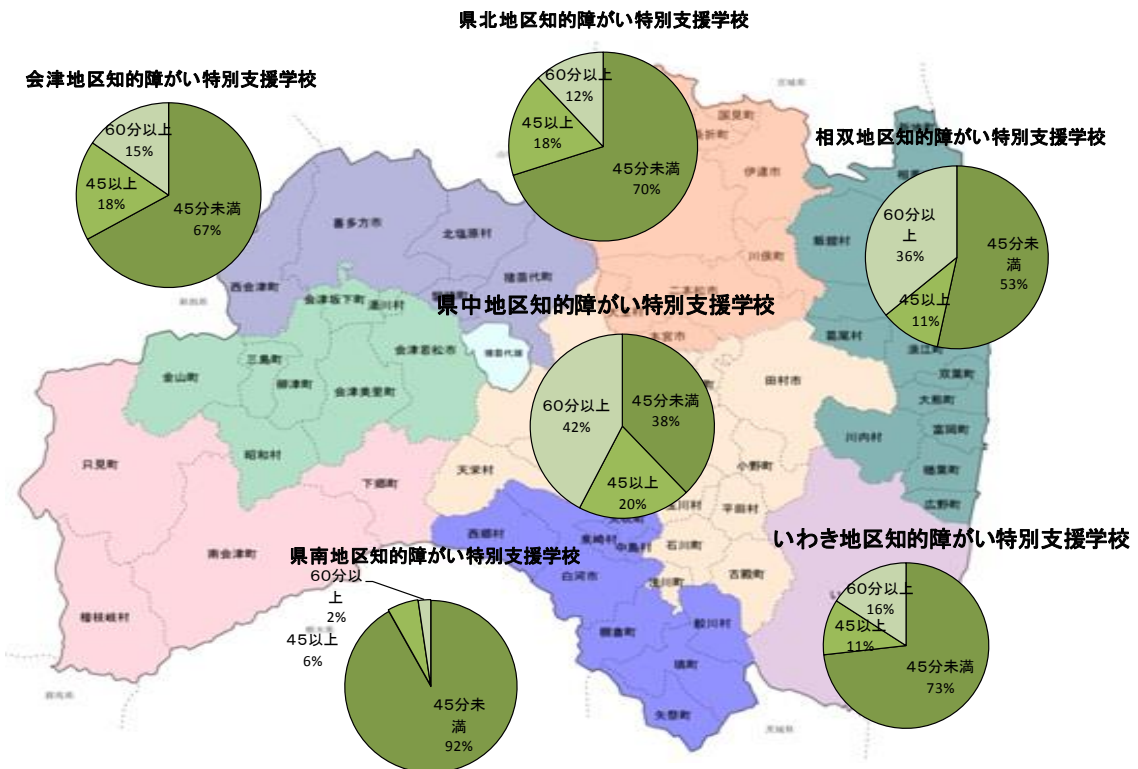 県北地区知的障がい特別支援学校
60分以上
12%
45以上
18%
45分未満
70%
会津地区知的障がい特別支援学校
60分以上
15%
45以上
18%
45分未満
67%
相双地区知的障がい特別支援学校
60分以
上
36%
45分未
満
53%
45以上
11%
県中地区知的障がい特別支援学校
60分以上
42%
45分未満
38%
45以上
20%
県南地区知的障がい特別支援学校
60分以
上
2%
45以上
6%
45分未
満
92%
いわき地区知的障がい特別支援学校
60分以上
16%
45以上
11%
45分未満
73%
宮城県
国見町
伊達市
川俣町
二本松市
本宮市
飯舘村
葛尾村
浪江町
双葉町
大熊町
富岡町
川内村
楢葉町
広野町
喜多方市
北塩原村
猪苗代町
西会津町
会津坂下町
湯川村
会津若松市
猪苗代湖
三島町
金山町
柳津町
会津美里町
昭和村
只見町
下郷町
南会津町
檜枝岐村
天栄村
田村市
小野町
平田村
玉川村
石川町
古殿町
浅川町
西郷村
泉崎村
中島村
白河市
棚倉町
鮫川村
塙町
矢祭町
茨城県
群馬県
新潟県